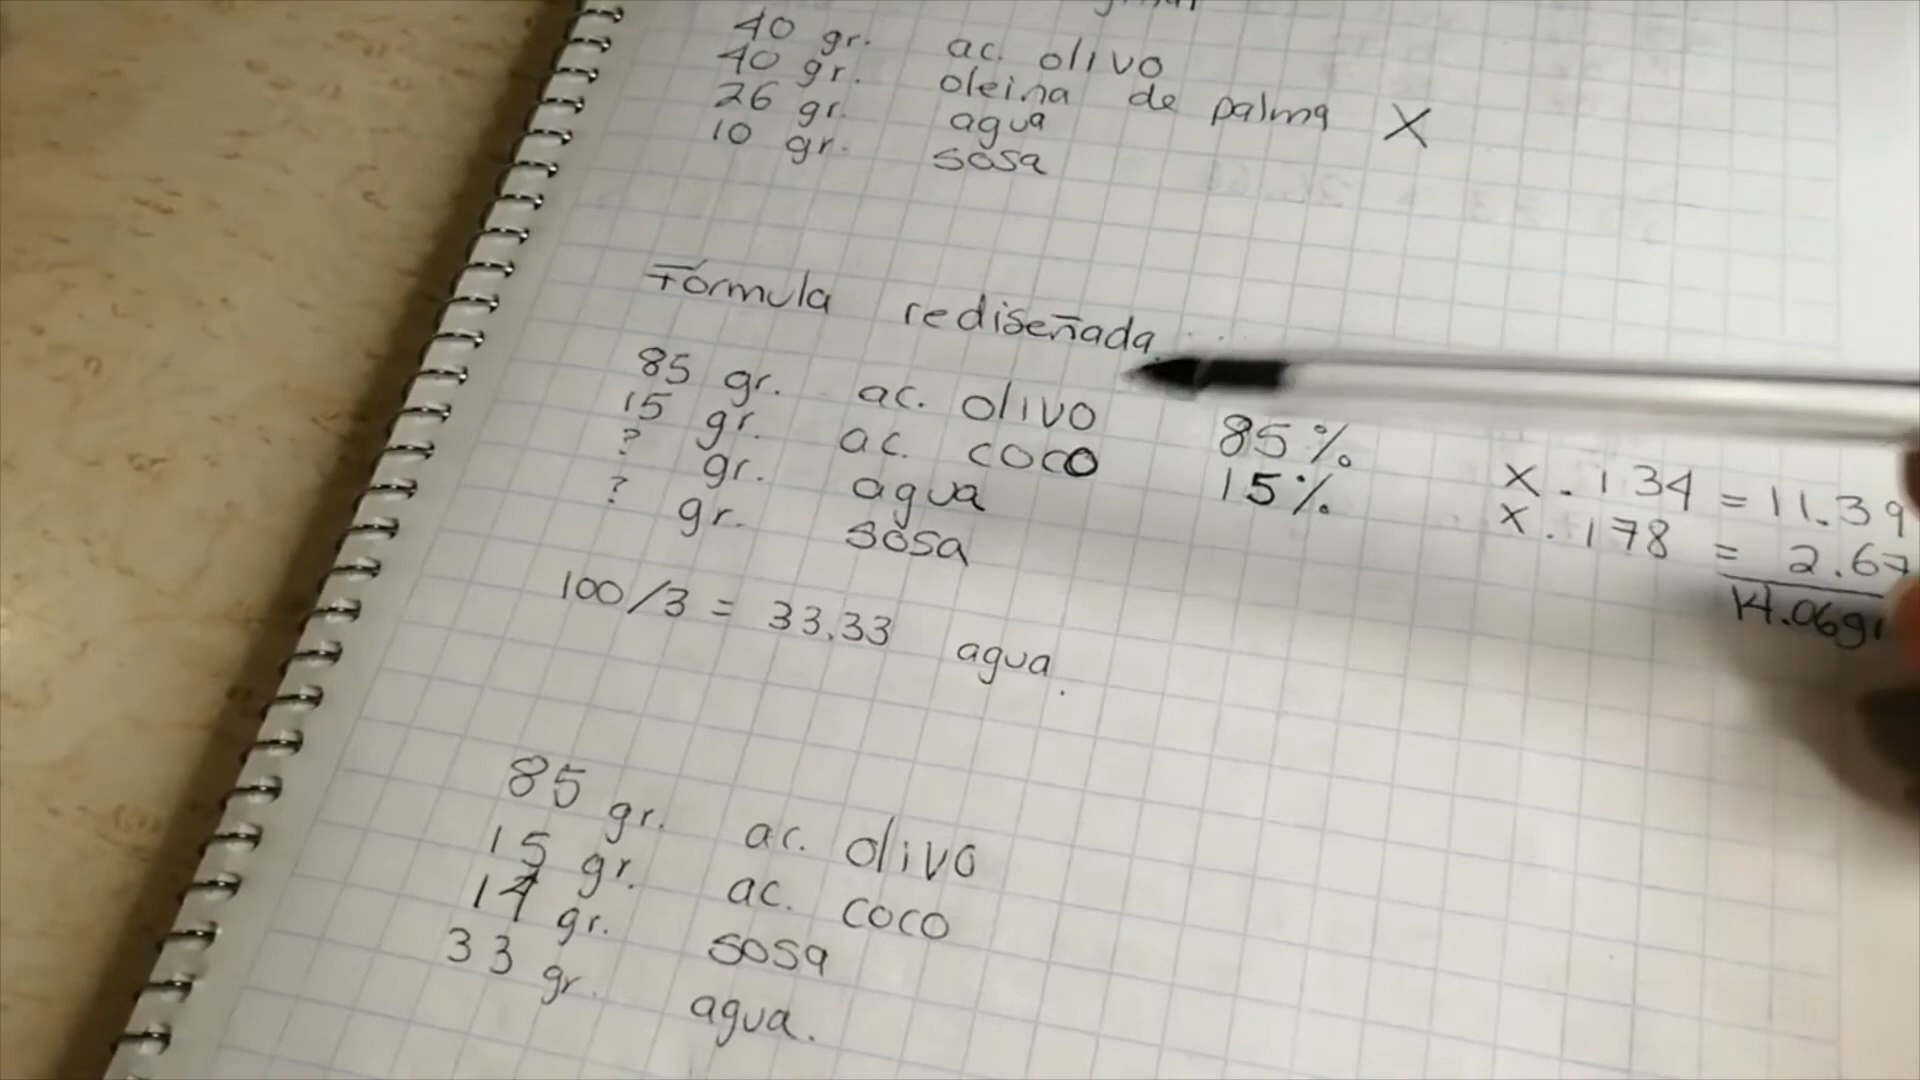 40 gr. ac. olivo
40 gr. oleina de palma X
26 gr. agua
10 gr. sosa
Fórmula rediseñada
85 gr. ac. olivo 85% X .134 = 11.39
15 gr. ac. coco 15% X .178 = 2.67
? gr. agua 14.06gr
? gr. sosa
100/3 = 33.33 agua.
85 gr. ac. olivo
15 gr. ac. coco
14 gr. sosa
33 gr. agua.